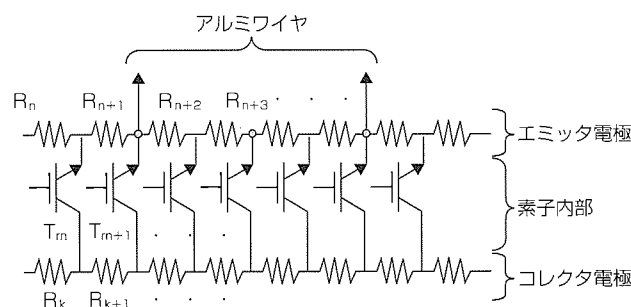 アルミワイヤ
Rn Rn+1 Rn+2 Rn+3 · · ·
エミッタ電極
素子内部
Trn Trn+1 · · ·
コレクタ電極
Rk Rk+1 · · ·